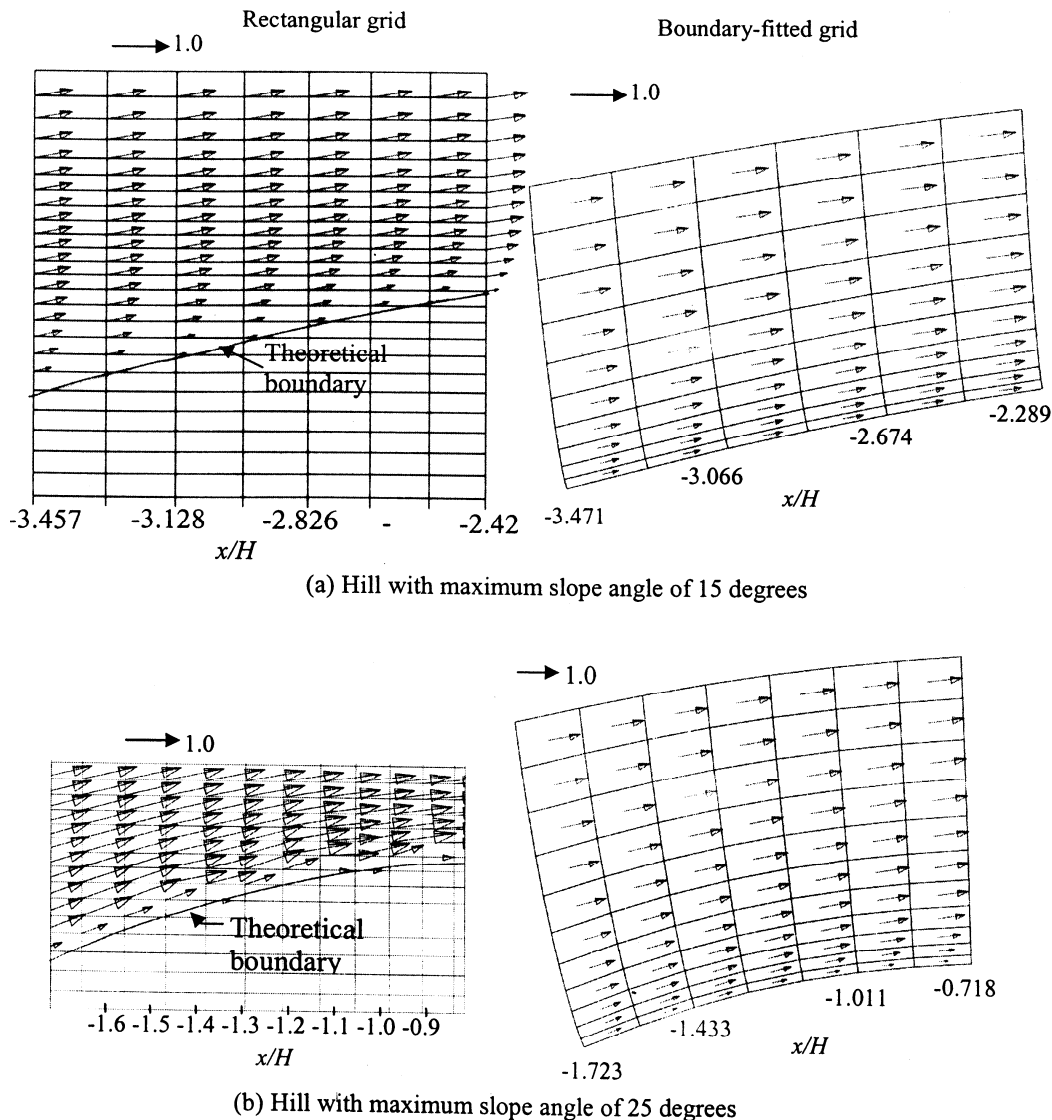 Rectangular grid
Boundary-fitted grid
1.0
1.0
Theoretical
boundary
-3.457 -3.128 -2.826 - -2.42
x/H
-3.471
-3.066
-2.674
-2.289
x/H
(a) Hill with maximum slope angle of 15 degrees
1.0
1.0
Theoretical
boundary
-1.6 -1.5 -1.4 -1.3 -1.2 -1.1 -1.0 -0.9
x/H
-1.723
-1.433
-1.011
-0.718
x/H
(b) Hill with maximum slope angle of 25 degrees